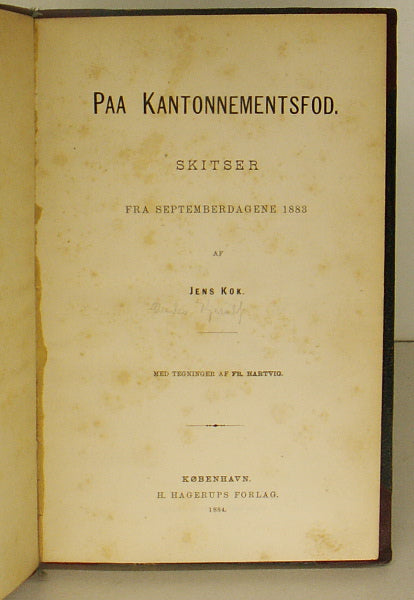 PAA KANTONNEMENTSFOD.
SKITSER
FRA SEPTEMBERDAGENE 1883
AF
JENS KOK.
MED TEGNINGER AF FR. HARTVIG.
KØBENHAVN.
H. HAGERUPS FORLAG.
1884.